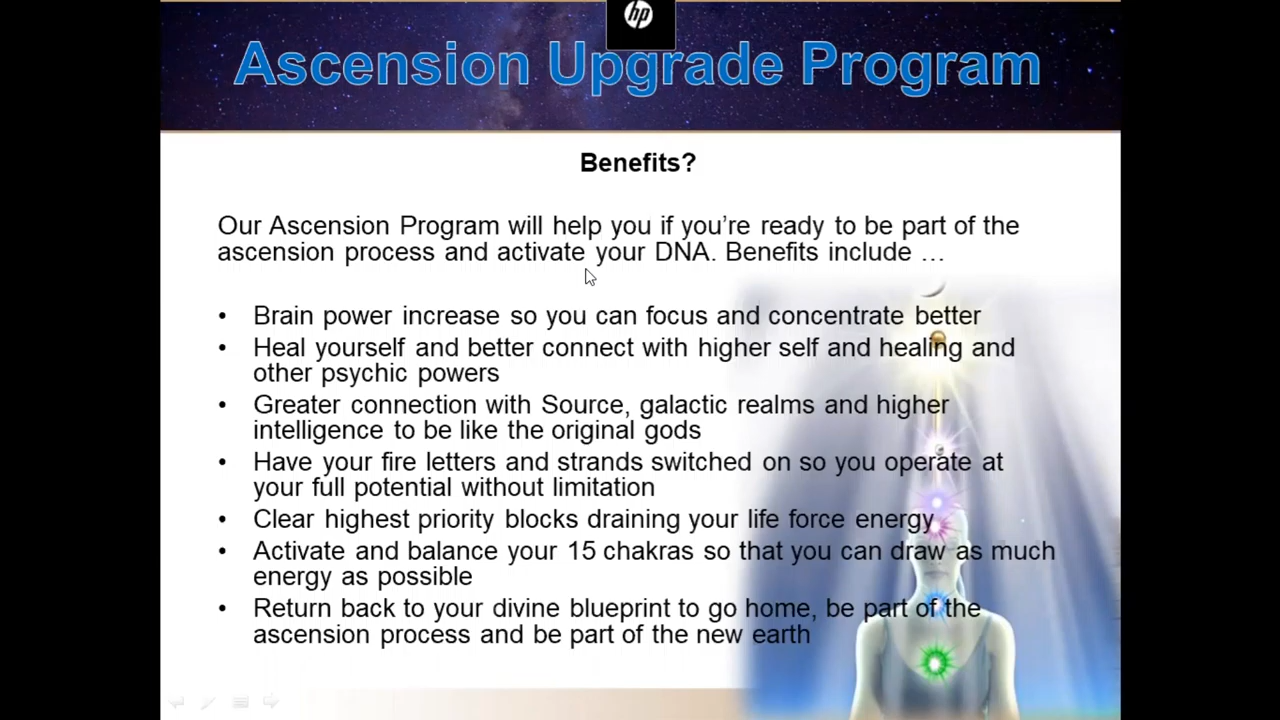 hp
Ascension Upgrade Program
Benefits?
Our Ascension Program will help you if you’re ready to be part of the
ascension process and activate your DNA. Benefits include …
• Brain power increase so you can focus and concentrate better
• Heal yourself and better connect with higher self and healing and
other psychic powers
• Greater connection with Source, galactic realms and higher
intelligence to be like the original gods
• Have your fire letters and strands switched on so you operate at
your full potential without limitation
• Clear highest priority blocks draining your life force energy
• Activate and balance your 15 chakras so that you can draw as much
energy as possible
• Return back to your divine blueprint to go home, be part of the
ascension process and be part of the new earth